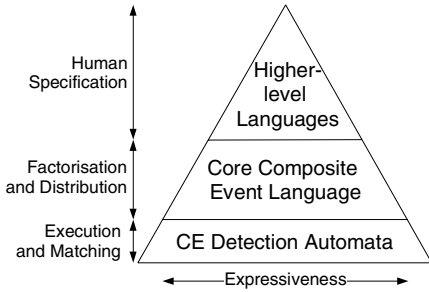 Human
Specification
Higher-
level
Languages
Factorisation
and Distribution
Core Composite
Event Language
Execution
and Matching
CE Detection Automata
Expressiveness